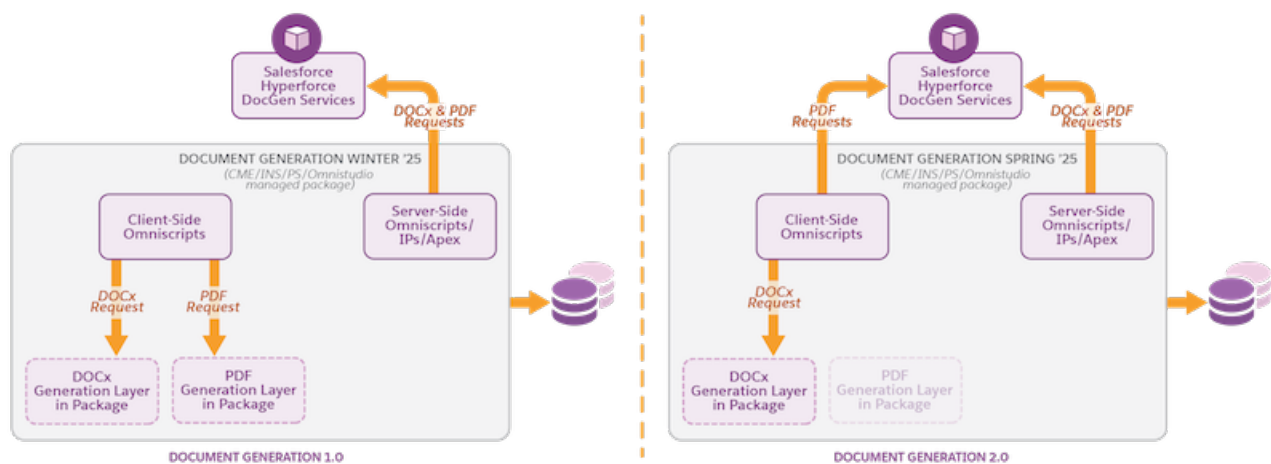 Salesforce
Hyperforce
DocGen Services
DOCx & PDF
Requests
DOCUMENT GENERATION WINTER '25
(CME/INS/PS/Omnistudio
managed package)
Client-Side
Omniscripts
Server-Side
Omniscripts/
IPs/Apex
DOCx
Request
PDF
Request
DOCx
Generation Layer
in Package
PDF
Generation Layer
in Package
DOCUMENT GENERATION 1.0
Salesforce
Hyperforce
DocGen Services
PDF
Requests
DOCx & PDF
Requests
DOCUMENT GENERATION SPRING '25
(CME/INS/PS/Omnistudio
managed package)
Client-Side
Omniscripts
Server-Side
Omniscripts/
IPs/Apex
DOCx
Request
DOCx
Generation Layer
in Package
PDF
Generation Layer
in Package
DOCUMENT GENERATION 2.0